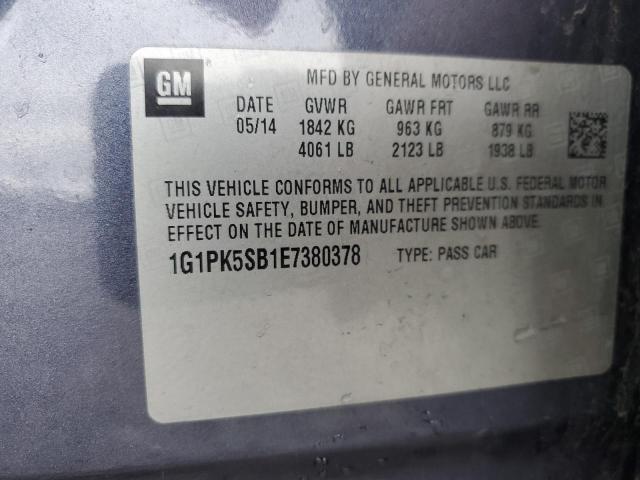 GM
MFD BY GENERAL MOTORS LLC
DATE GVWR GAWR FRT GAWR RR
05/14 1842 KG 963 KG 879 KG
4061 LB 2123 LB 1938 LB
THIS VEHICLE CONFORMS TO ALL APPLICABLE U.S. FEDERAL MOTOR
VEHICLE SAFETY, BUMPER, AND THEFT PREVENTION STANDARDS IN
EFFECT ON THE DATE OF MANUFACTURE SHOWN ABOVE.
1G1PK5SB1E7380378 TYPE: PASS CAR